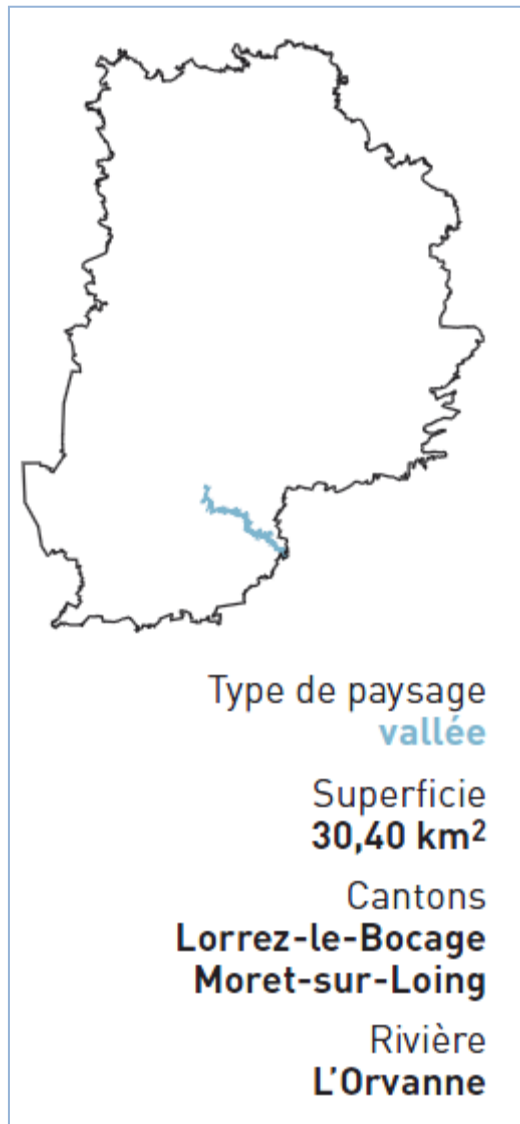 Type de paysage
vallée
Superficie
30,40 km²
Cantons
Lorrez-le-Bocage
Moret-sur-Loing
Rivière
L'Orvanne